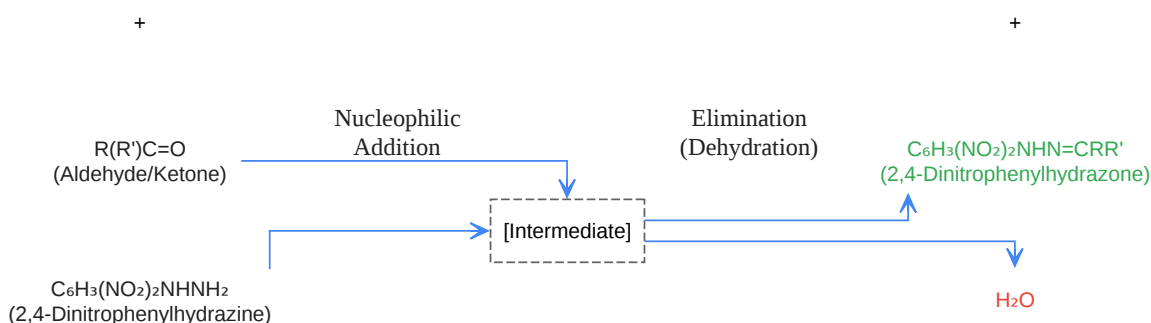 +
+
Nucleophilic
Addition
Elimination
(Dehydration)
R(R')C=O
(Aldehyde/Ketone)
C₆H₃(NO₂)₂NHN=CRR'
(2,4-Dinitrophenylhydrazone)
[Intermediate]
C₆H₃(NO₂)₂NHNH₂
(2,4-Dinitrophenylhydrazine)
H₂O